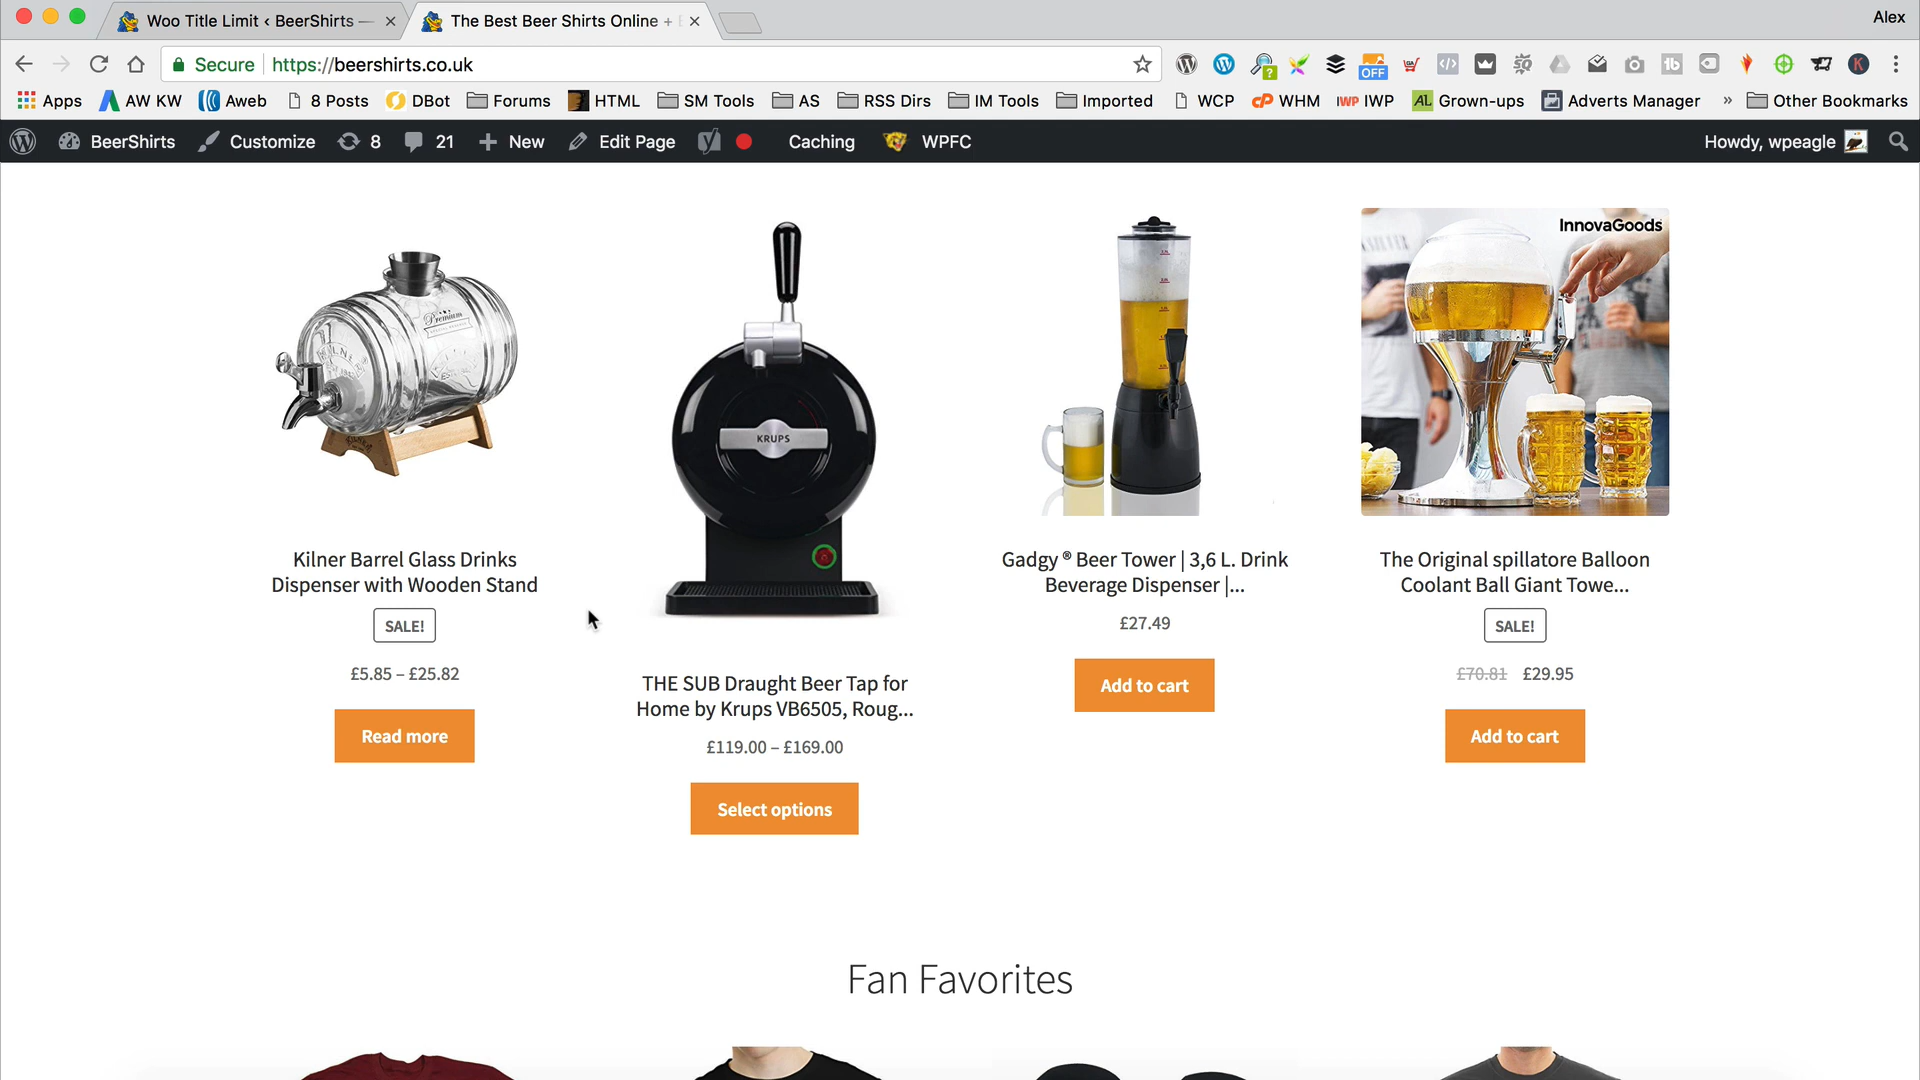 Woo Title Limit ‹ BeerShirts —
The Best Beer Shirts Online +
Alex
Secure https://beershirts.co.uk
OFF
Apps AW KW Aweb 8 Posts DBot Forums HTML SM Tools AS RSS Dirs IM Tools Imported WCP WHM IWP Grown-ups Adverts Manager » Other Bookmarks
BeerShirts Customize 8 21 New Edit Page Caching WPFC Howdy, wpeagle
InnovaGoods
Premium
KILNER
KRUPS
Kilner Barrel Glass Drinks
Dispenser with Wooden Stand
SALE!
£5.85 – £25.82
Read more
THE SUB Draught Beer Tap for
Home by Krups VB6505, Roug...
£119.00 – £169.00
Select options
Gadgy ® Beer Tower | 3,6 L. Drink
Beverage Dispenser |...
£27.49
Add to cart
The Original spillatore Balloon
Coolant Ball Giant Towe...
SALE!
£70.81 £29.95
Add to cart
Fan Favorites